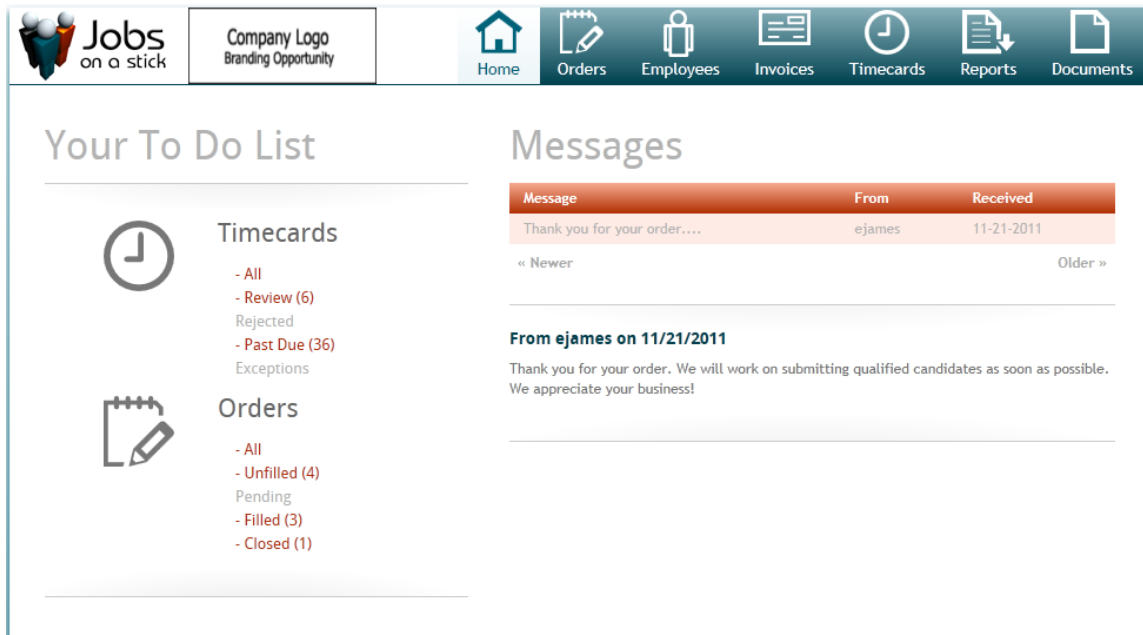 Jobs
on a stick
Company Logo
Branding Opportunity
Home Orders Employees Invoices Timecards Reports Documents
Your To Do List
Timecards
- All
- Review (6)
Rejected
- Past Due (36)
Exceptions
Orders
- All
- Unfilled (4)
Pending
- Filled (3)
- Closed (1)
Messages
Message From Received
Thank you for your order.... ejames 11-21-2011
« Newer Older »
From ejames on 11/21/2011
Thank you for your order. We will work on submitting qualified candidates as soon as possible.
We appreciate your business!